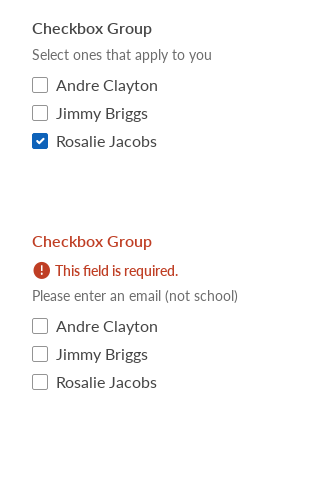 Checkbox Group
Select ones that apply to you
Andre Clayton
Jimmy Briggs
Rosalie Jacobs
Checkbox Group
This field is required.
Please enter an email (not school)
Andre Clayton
Jimmy Briggs
Rosalie Jacobs